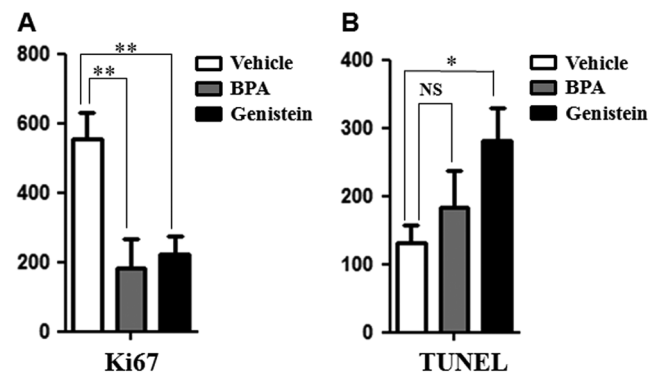 A
800
600
400
200
0
**
**
Vehicle
BPA
Genistein
Ki67
B
400
300
200
100
0
*
NS
Vehicle
BPA
Genistein
TUNEL